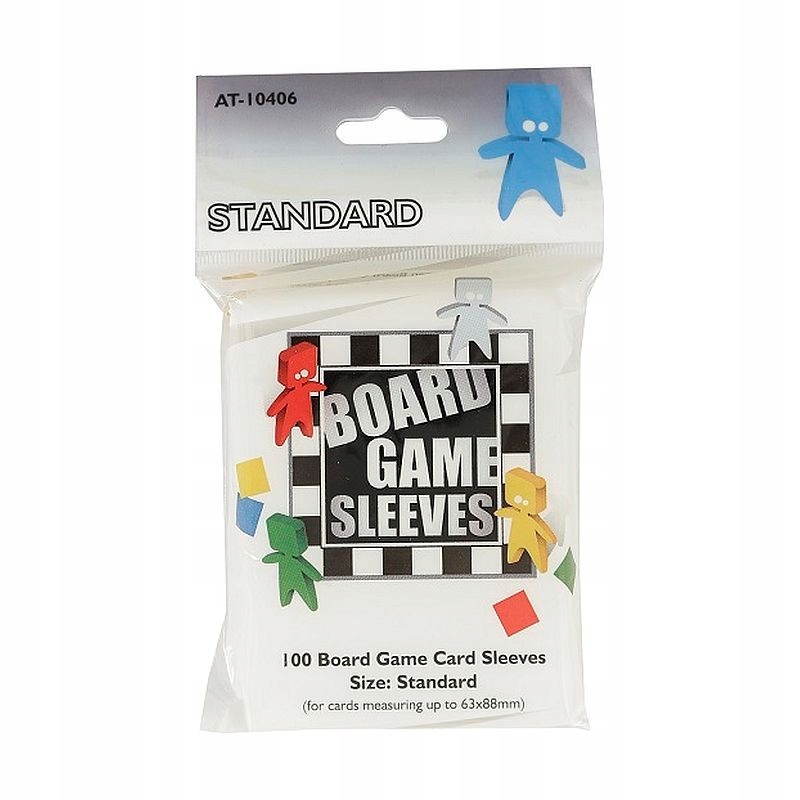 AT-10406
STANDARD
BOARD
GAME
SLEEVES
100 Board Game Card Sleeves
Size: Standard
(for cards measuring up to 63x88mm)